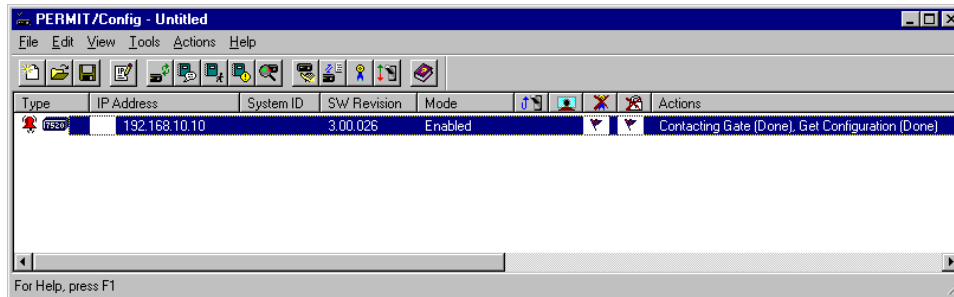 PERMIT/Config - Untitled
File Edit View Tools Actions Help
Type IP Address System ID SW Revision Mode Actions
7520 192.168.10.10 3.00.026 Enabled Contacting Gate (Done), Get Configuration (Done)
For Help, press F1